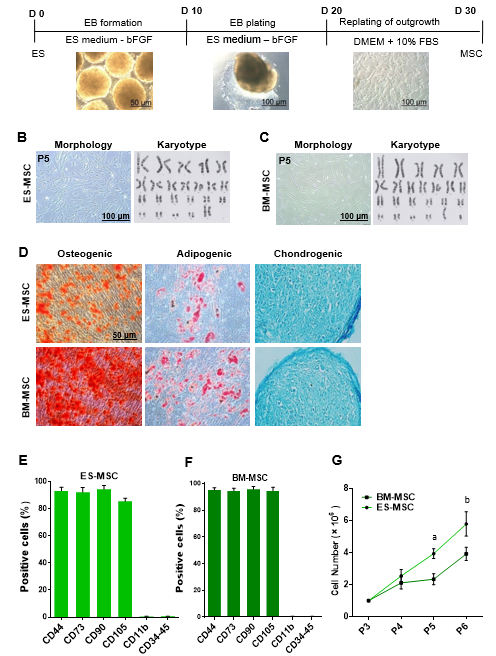 D 0 D 10 D 20 D 30
EB formation EB plating Replating of outgrowth
ES medium - bFGF ES medium – bFGF DMEM + 10% FBS
ES MSC
50 µm 100 µm 100 µm
B C
Morphology Karyotype Morphology Karyotype
ES-MSC P5 100 µm BM-MSC P5 100 µm
D
Osteogenic Adipogenic Chondrogenic
ES-MSC
50 µm
BM-MSC
E F G
ES-MSC
Positive cells (%)
100
80
60
40
20
0
CD44 CD73 CD90 CD105 CD11b CD34-45
BM-MSC
Positive cells (%)
100
80
60
40
20
0
CD44 CD73 CD90 CD105 CD11b CD34-45
BM-MSC
ES-MSC
Cell Number (× 10⁶)
8
6
4
2
0
a
b
P3 P4 P5 P6